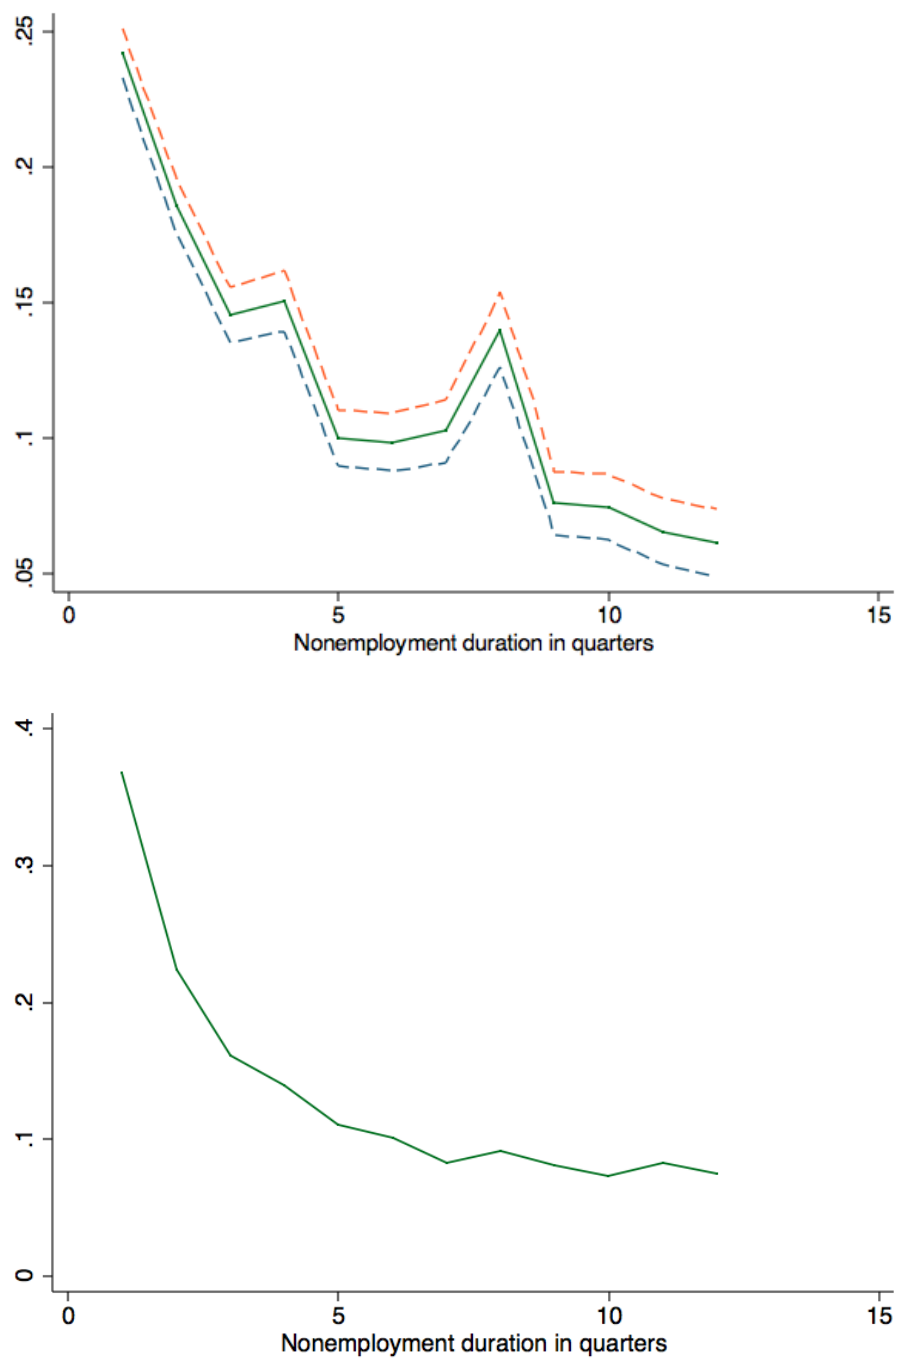 .25
.2
.15
.1
.05
0 5 10 15
Nonemployment duration in quarters
.4
.3
.2
.1
0
0 5 10 15
Nonemployment duration in quarters